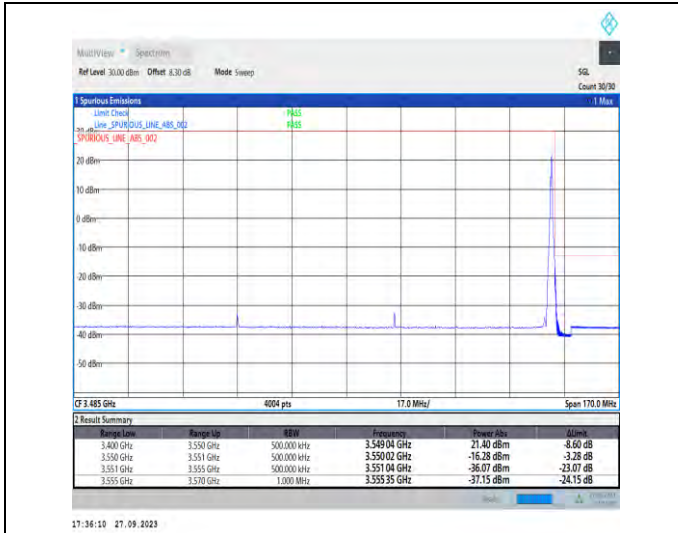 MultiView Spectrum
Ref Level 30.00 dBm Offset 8.30 dB Mode Sweep SGL
Count 30/30
1 Spurious Emissions 1 Max
Limit Check PASS
Line _SPURIOUS_LINE_ABS_002 PASS
_SPURIOUS_LINE_ABS_002
20 dBm
10 dBm
0 dBm
-10 dBm
-20 dBm
-30 dBm
-40 dBm
-50 dBm
CF 3.485 GHz 4004 pts 17.0 MHz/ Span 170.0 MHz
2 Result Summary
Range Low Range Up RBW Frequency Power Abs ΔLimit
3.400 GHz 3.550 GHz 500.000 kHz 3.549 04 GHz 21.40 dBm -8.60 dB
3.550 GHz 3.551 GHz 500.000 kHz 3.550 02 GHz -16.28 dBm -3.28 dB
3.551 GHz 3.555 GHz 500.000 kHz 3.551 04 GHz -36.07 dBm -23.07 dB
3.555 GHz 3.570 GHz 1.000 MHz 3.555 35 GHz -37.15 dBm -24.15 dB
17:36:10 27.09.2023